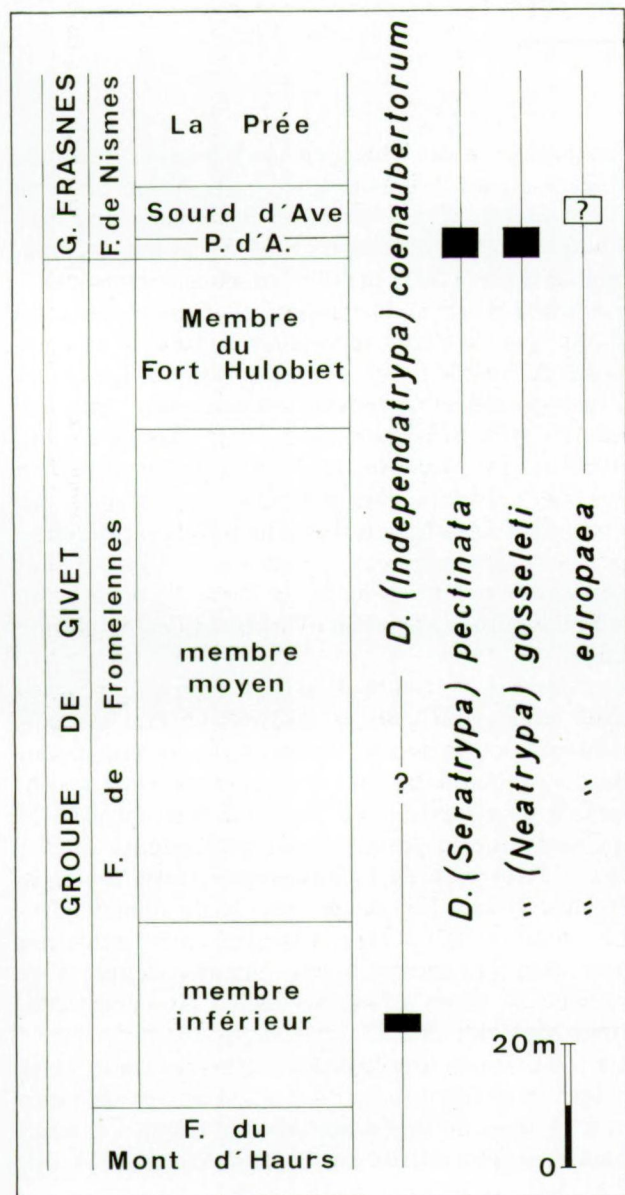 G. FRASNES
GROUPE DE GIVET
F. de Nismes
F. de Fromelennes
La Prée
Sourd d'Ave
P. d'A.
Membre
du
Fort Hulobiet
membre
moyen
membre
inférieur
F. du
Mont d'Haurs
D. (Independatrypa) coenaubertorum
?
D. (Seratrypa) pectinata
" (Neatrypa) gosseleti
" " europaea
?
20m
0